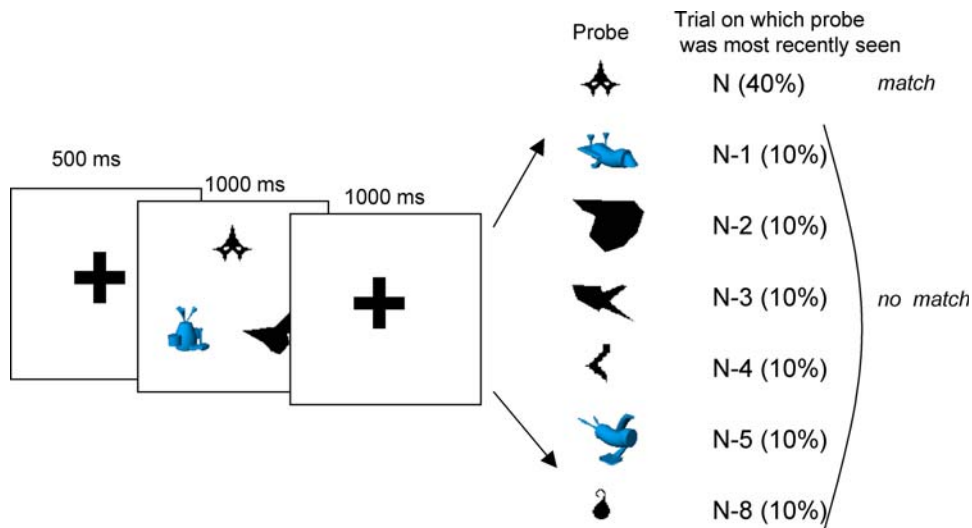 500 ms
1000 ms
1000 ms
Probe
Trial on which probe
was most recently seen
N (40%)
match
N-1 (10%)
N-2 (10%)
N-3 (10%)
no match
N-4 (10%)
N-5 (10%)
N-8 (10%)